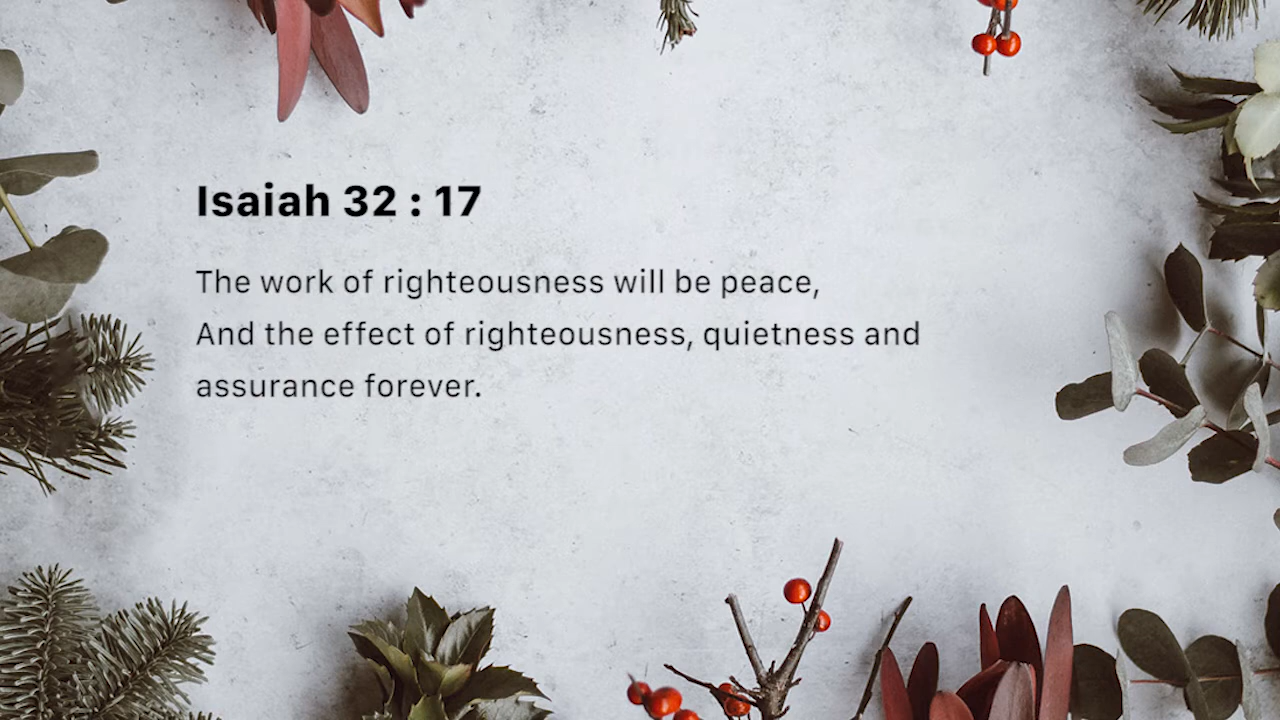 Isaiah 32 : 17
The work of righteousness will be peace,
And the effect of righteousness, quietness and
assurance forever.